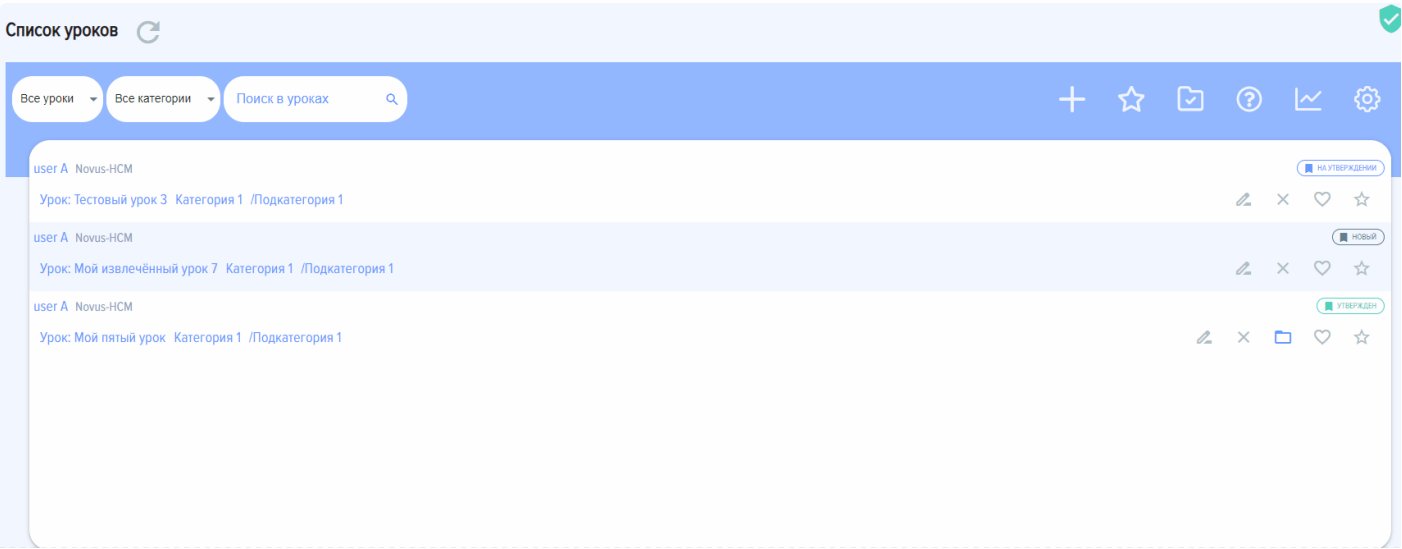 Список уроков
Все уроки Все категории Поиск в уроках
user A Novus-HCM НА УТВЕРЖДЕНИИ
Урок: Тестовый урок 3 Категория 1 /Подкатегория 1
user A Novus-HCM НОВЫЙ
Урок: Мой извлечённый урок 7 Категория 1 /Подкатегория 1
user A Novus-HCM УТВЕРЖДЕН
Урок: Мой пятый урок Категория 1 /Подкатегория 1